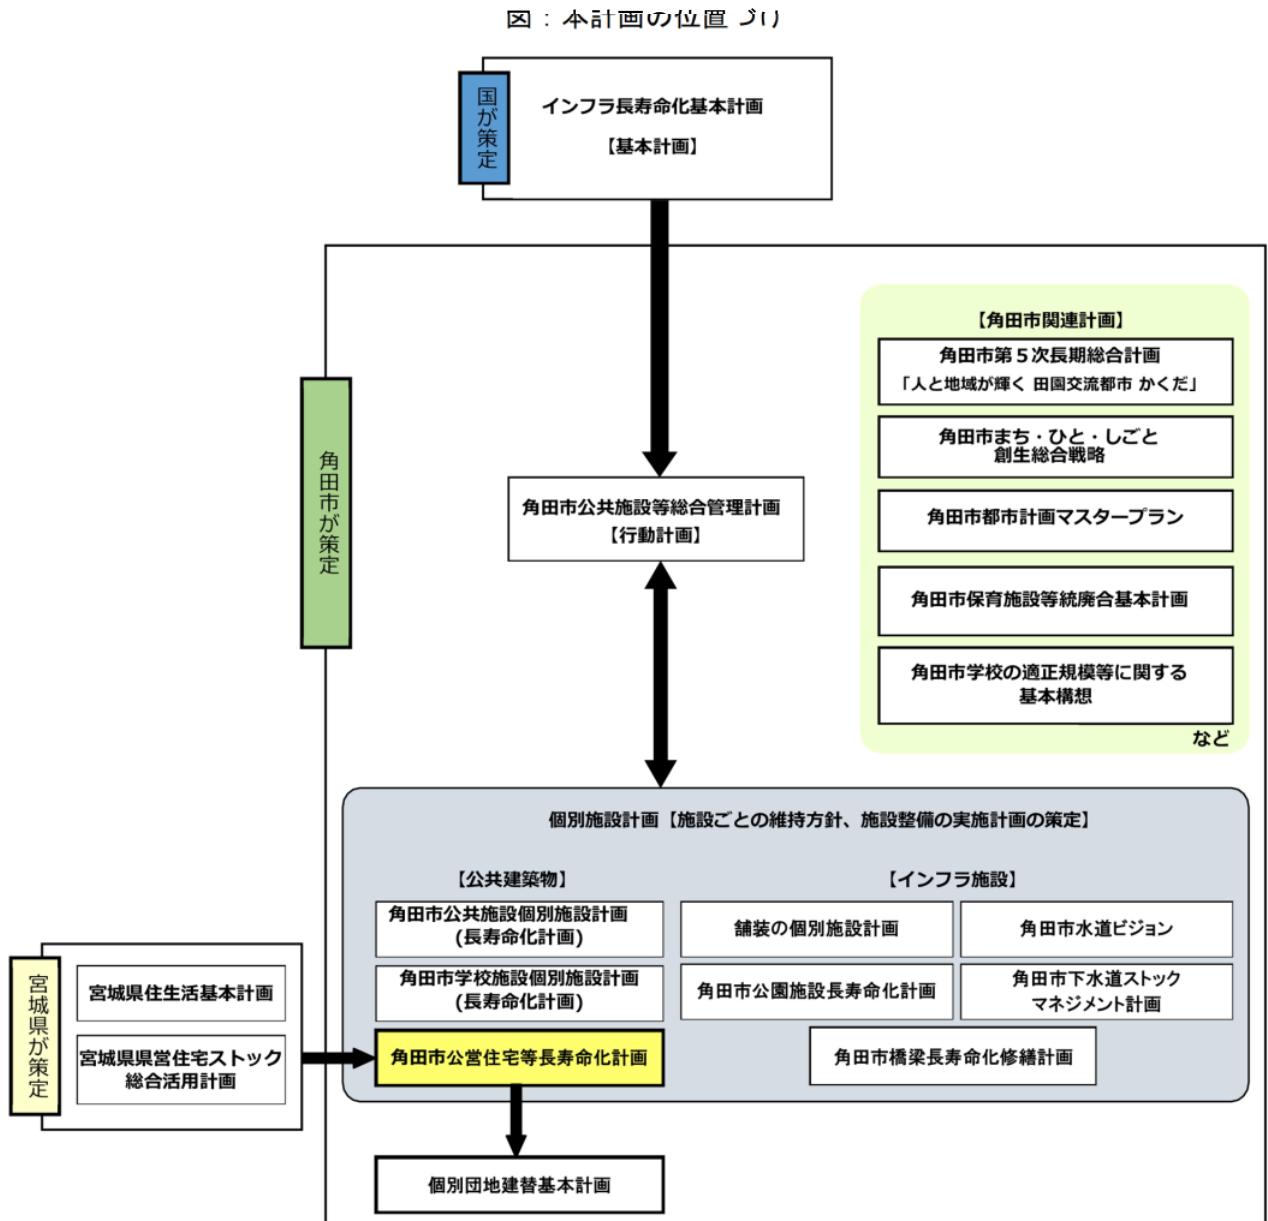 図：本計画の位置づけ
国が策定
インフラ長寿命化基本計画
【基本計画】
角田市が策定
【角田市関連計画】
角田市第５次長期総合計画
「人と地域が輝く 田園交流都市 かくだ」
角田市まち・ひと・しごと
創生総合戦略
角田市都市計画マスタープラン
角田市保育施設等統廃合基本計画
角田市学校の適正規模等に関する
基本構想
など
角田市公共施設等総合管理計画
【行動計画】
個別施設計画【施設ごとの維持方針、施設整備の実施計画の策定】
【公共建築物】
角田市公共施設個別施設計画
(長寿命化計画)
角田市学校施設個別施設計画
(長寿命化計画)
角田市公営住宅等長寿命化計画
【インフラ施設】
舗装の個別施設計画
角田市水道ビジョン
角田市公園施設長寿命化計画
角田市下水道ストック
マネジメント計画
角田市橋梁長寿命化修繕計画
宮城県が策定
宮城県住生活基本計画
宮城県県営住宅ストック
総合活用計画
個別団地建替基本計画